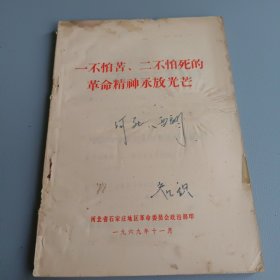 一不怕苦、二不怕死的
革命精神永放光芒
河北省石家庄地区革命委员会政治部印
一九六九年十一月